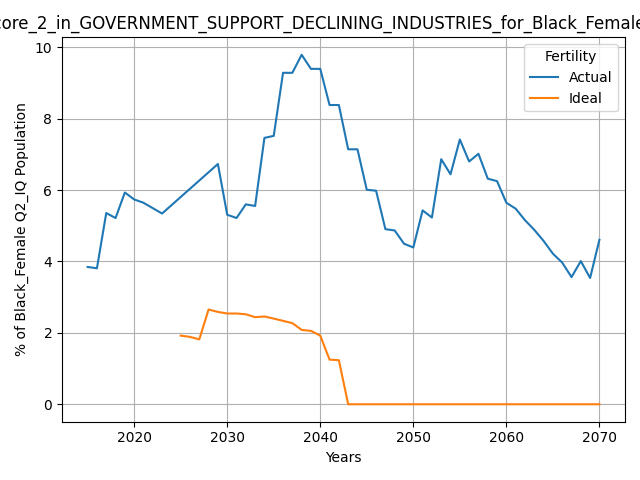 core_2_in_GOVERNMENT_SUPPORT_DECLINING_INDUSTRIES_for_Black_Female
% of Black_Female Q2_IQ Population
10
8
6
4
2
0
Fertility
Actual
Ideal
2020 2030 2040 2050 2060 2070
Years